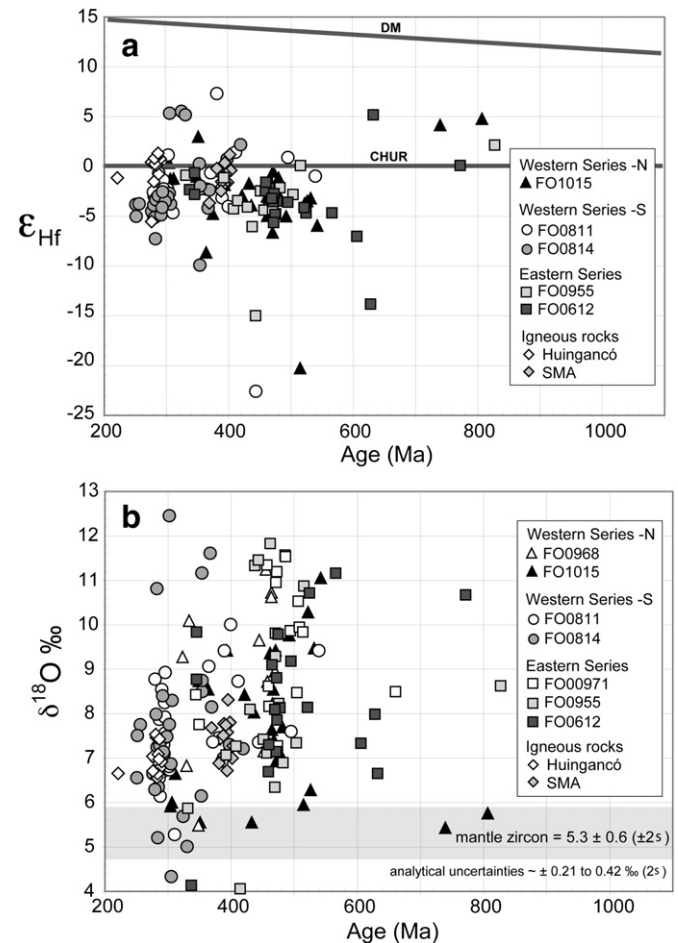 15
a
DM
10
5
0
CHUR
-5
-10
-15
-20
-25
εHf
Western Series -N
FO1015
Western Series -S
FO0811
FO0814
Eastern Series
FO0955
FO0612
Igneous rocks
Huingancó
SMA
200 400 600 800 1000
Age (Ma)
13
b
12
11
10
9
8
7
6
5
4
δ18O ‰
Western Series -N
FO0968
FO1015
Western Series -S
FO0811
FO0814
Eastern Series
FO00971
FO0955
FO0612
Igneous rocks
Huingancó
SMA
mantle zircon = 5.3 ± 0.6 (±2s)
analytical uncertainties ~ ± 0.21 to 0.42 ‰ (2s)
200 400 600 800 1000
Age (Ma)